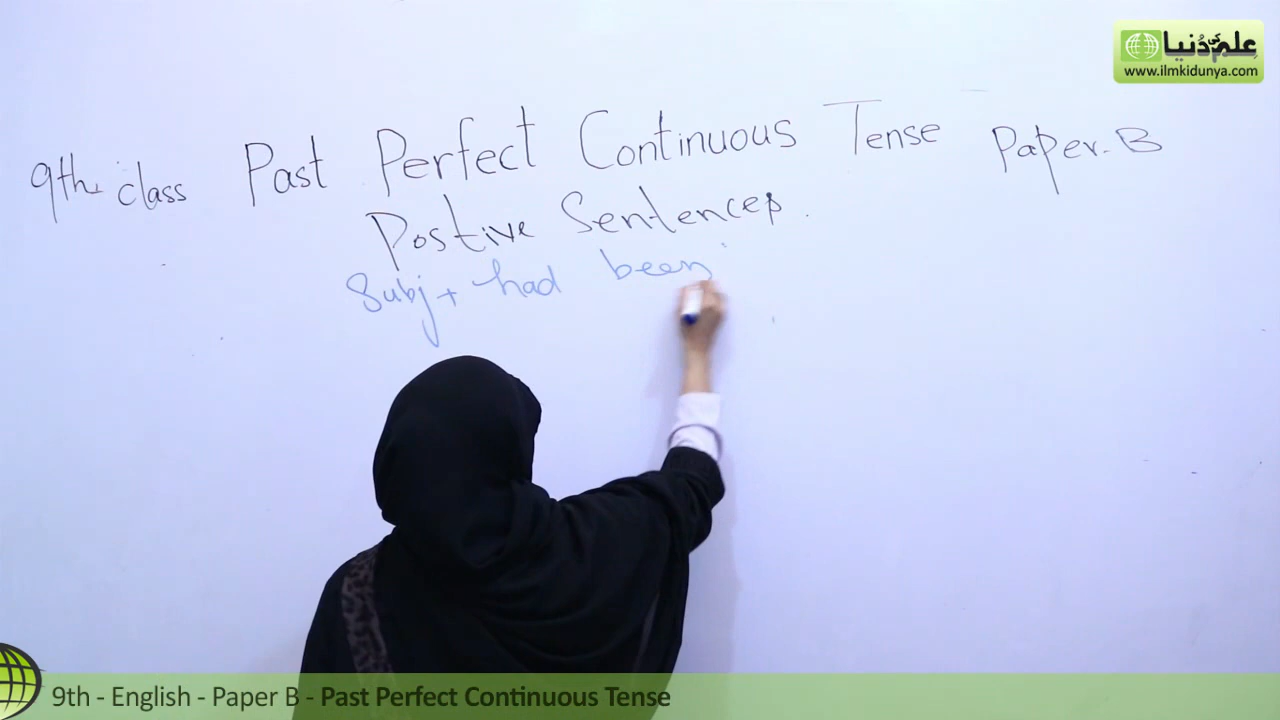 علم کی دُنیا
www.ilmkidunya.com
9th class Past Perfect Continuous Tense Paper-B
Postive Sentences.
Subj + had been
9th - English - Paper B - Past Perfect Continuous Tense